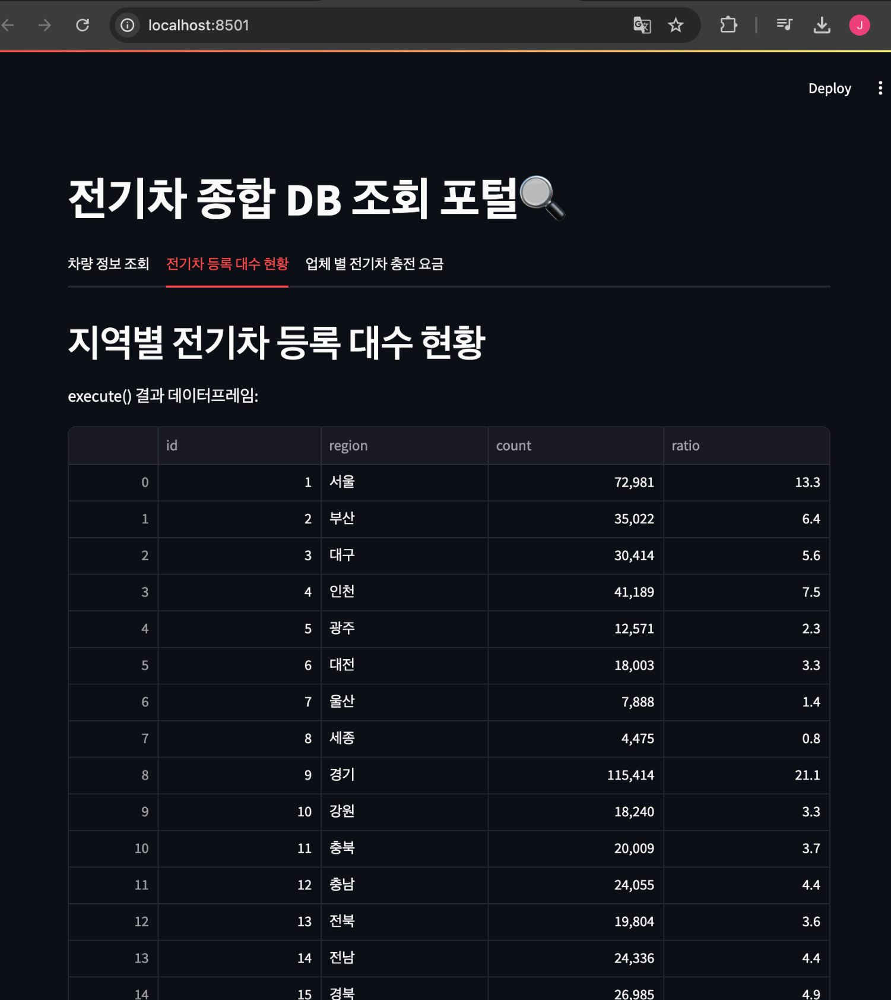 localhost:8501
J
Deploy
전기차 종합 DB 조회 포털
차량 정보 조회 전기차 등록 대수 현황 업체 별 전기차 충전 요금
지역별 전기차 등록 대수 현황
execute() 결과 데이터프레임:
id region count ratio
0 1 서울 72,981 13.3
1 2 부산 35,022 6.4
2 3 대구 30,414 5.6
3 4 인천 41,189 7.5
4 5 광주 12,571 2.3
5 6 대전 18,003 3.3
6 7 울산 7,888 1.4
7 8 세종 4,475 0.8
8 9 경기 115,414 21.1
9 10 강원 18,240 3.3
10 11 충북 20,009 3.7
11 12 충남 24,055 4.4
12 13 전북 19,804 3.6
13 14 전남 24,336 4.4
14 15 경북 26,985 4.9